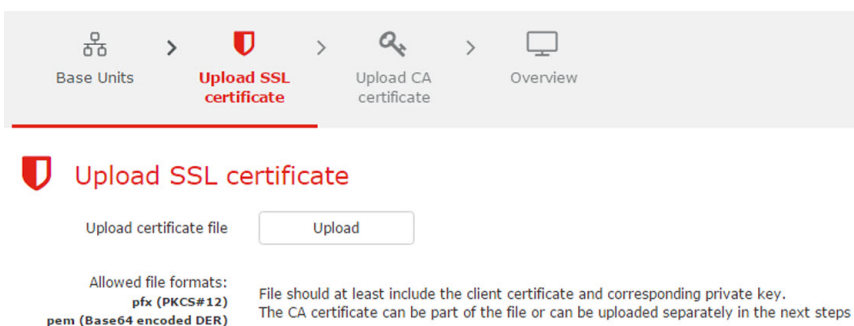 Base Units > Upload SSL certificate > Upload CA certificate > Overview
Upload SSL certificate
Upload certificate file Upload
Allowed file formats:
pfx (PKCS#12)
pem (Base64 encoded DER)
File should at least include the client certificate and corresponding private key.
The CA certificate can be part of the file or can be uploaded separately in the next steps